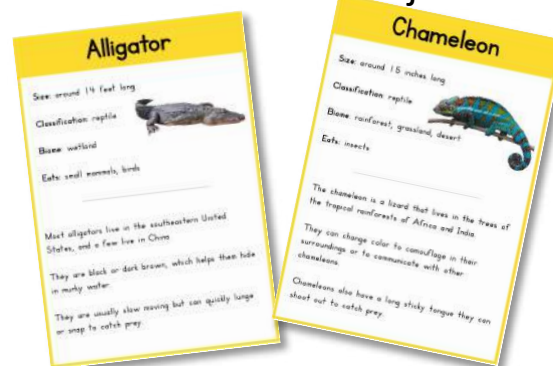 Alligator
Size: around 14 feet long
Classification: reptile
Biome: wetland
Eats: small mammals, birds
Most alligators live in the southeastern United
States, and a few live in China.
They are black or dark brown, which helps them hide
in murky water.
They are usually slow moving but can quickly lunge
or snap to catch prey.
Chameleon
Size: around 15 inches long
Classification: reptile
Biome: rainforest, grassland, desert
Eats: insects
The chameleon is a lizard that lives in the trees of
the tropical rainforests of Africa and India.
They can change color to camouflage in their
surroundings or to communicate with other
chameleons.
Chameleons also have a long sticky tongue they can
shoot out to catch prey.